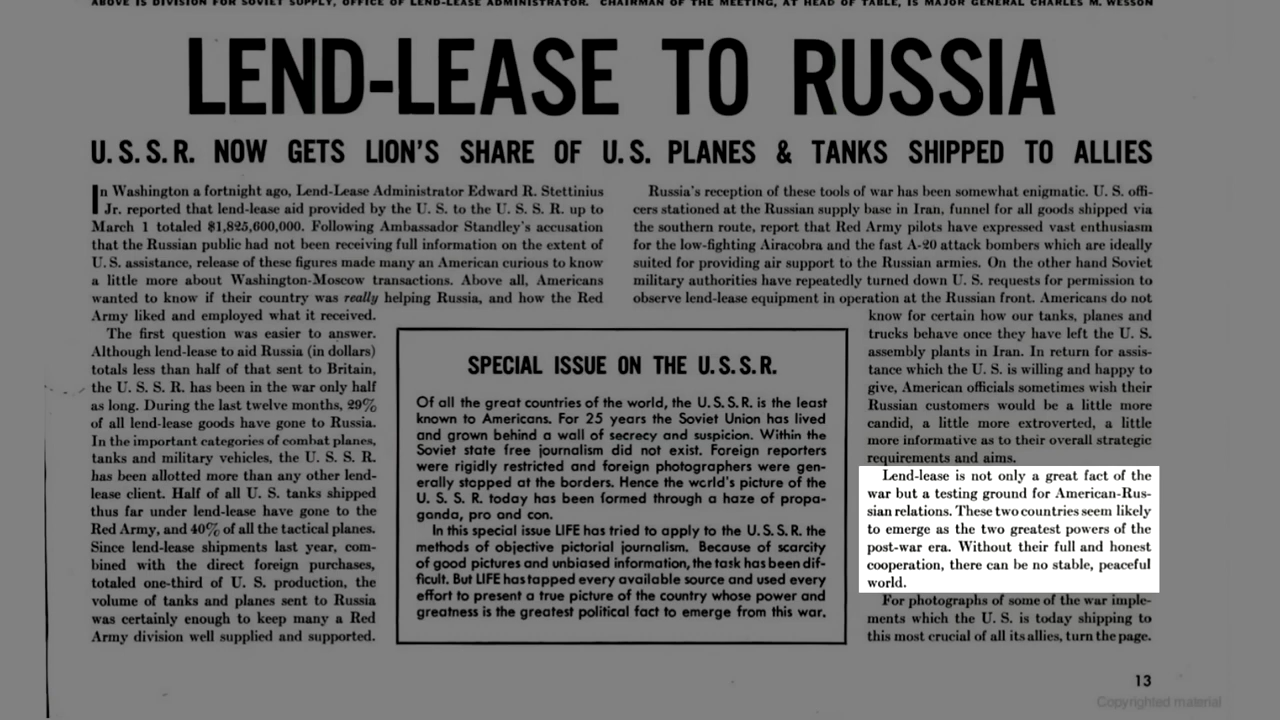 ABOVE IS DIVISION FOR SOVIET SUPPLY, OFFICE OF LEND-LEASE ADMINISTRATOR. CHAIRMAN OF THE MEETING, AT HEAD OF TABLE, IS MAJOR GENERAL CHARLES M. WESSON
LEND-LEASE TO RUSSIA
U.S.S.R. NOW GETS LION'S SHARE OF U.S. PLANES & TANKS SHIPPED TO ALLIES
In Washington a fortnight ago, Lend-Lease Administrator Edward R. Stettinius
Jr. reported that lend-lease aid provided by the U. S. to the U. S. S. R. up to
March 1 totaled $1,825,600,000. Following Ambassador Standley's accusation
that the Russian public had not been receiving full information on the extent of
U. S. assistance, release of these figures made many an American curious to know
a little more about Washington-Moscow transactions. Above all, Americans
wanted to know if their country was really helping Russia, and how the Red
Army liked and employed what it received.
The first question was easier to answer.
Although lend-lease to aid Russia (in dollars)
totals less than half of that sent to Britain,
the U. S. S. R. has been in the war only half
as long. During the last twelve months, 29%
of all lend-lease goods have gone to Russia.
In the important categories of combat planes,
tanks and military vehicles, the U. S. S. R.
has been allotted more than any other lend-
lease client. Half of all U. S. tanks shipped
thus far under lend-lease have gone to the
Red Army, and 40% of all the tactical planes.
Since lend-lease shipments last year, com-
bined with the direct foreign purchases,
totaled one-third of U. S. production, the
volume of tanks and planes sent to Russia
was certainly enough to keep many a Red
Army division well supplied and supported.
SPECIAL ISSUE ON THE U.S.S.R.
Of all the great countries of the world, the U.S.S.R. is the least
known to Americans. For 25 years the Soviet Union has lived
and grown behind a wall of secrecy and suspicion. Within the
Soviet state free journalism did not exist. Foreign reporters
were rigidly restricted and foreign photographers were gen-
erally stopped at the borders. Hence the world's picture of the
U. S. S. R. today has been formed through a haze of propa-
ganda, pro and con.
In this special issue LIFE has tried to apply to the U.S.S.R. the
methods of objective pictorial journalism. Because of scarcity
of good pictures and unbiased information, the task has been dif-
ficult. But LIFE has tapped every available source and used every
effort to present a true picture of the country whose power and
greatness is the greatest political fact to emerge from this war.
Russia's reception of these tools of war has been somewhat enigmatic. U. S. offi-
cers stationed at the Russian supply base in Iran, funnel for all goods shipped via
the southern route, report that Red Army pilots have expressed vast enthusiasm
for the low-fighting Airacobra and the fast A-20 attack bombers which are ideally
suited for providing air support to the Russian armies. On the other hand Soviet
military authorities have repeatedly turned down U. S. requests for permission to
observe lend-lease equipment in operation at the Russian front. Americans do not
know for certain how our tanks, planes and
trucks behave once they have left the U. S.
assembly plants in Iran. In return for assis-
tance which the U. S. is willing and happy to
give, American officials sometimes wish their
Russian customers would be a little more
candid, a little more extroverted, a little
more informative as to their overall strategic
requirements and aims.
Lend-lease is not only a great fact of the
war but a testing ground for American-Rus-
sian relations. These two countries seem likely
to emerge as the two greatest powers of the
post-war era. Without their full and honest
cooperation, there can be no stable, peaceful
world.
For photographs of some of the war imple-
ments which the U. S. is today shipping to
this most crucial of all its allies, turn the page.
13
Copyrighted material